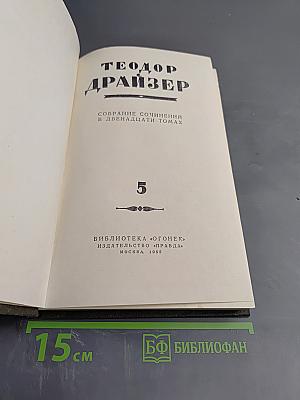 ТЕОДОР
ДРАЙЗЕР
СОБРАНИЕ СОЧИНЕНИЙ
В ДВЕНАДЦАТИ ТОМАХ
5
БИБЛИОТЕКА «ОГОНЕК»
ИЗДАТЕЛЬСТВО «ПРАВДА»
МОСКВА
15 см
БФ БИБЛИОФАН